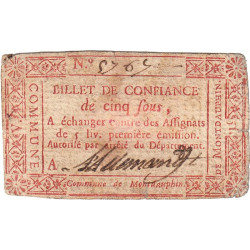 N.° 5707
BILLET DE CONFIANCE
de cinq sous,
A échanger contre des Assignats
de 5 liv. première émission.
Autorisé par arrêté du Département.
A
COMMUNE
DE MONTDAUPHIN.
Commune de Montdauphin.